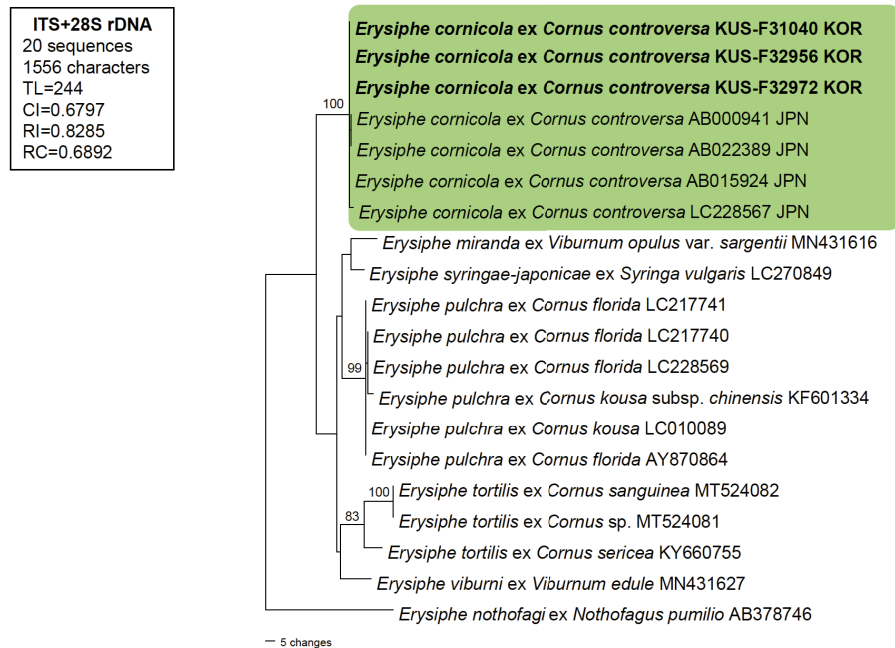 ITS+28S rDNA
20 sequences
1556 characters
TL=244
CI=0.6797
RI=0.8285
RC=0.6892
Erysiphe cornicola ex Cornus controversa KUS-F31040 KOR
Erysiphe cornicola ex Cornus controversa KUS-F32956 KOR
Erysiphe cornicola ex Cornus controversa KUS-F32972 KOR
100
Erysiphe cornicola ex Cornus controversa AB000941 JPN
Erysiphe cornicola ex Cornus controversa AB022389 JPN
Erysiphe cornicola ex Cornus controversa AB015924 JPN
Erysiphe cornicola ex Cornus controversa LC228567 JPN
Erysiphe miranda ex Viburnum opulus var. sargentii MN431616
Erysiphe syringae-japonicae ex Syringa vulgaris LC270849
Erysiphe pulchra ex Cornus florida LC217741
Erysiphe pulchra ex Cornus florida LC217740
Erysiphe pulchra ex Cornus florida LC228569
99
Erysiphe pulchra ex Cornus kousa subsp. chinensis KF601334
Erysiphe pulchra ex Cornus kousa LC010089
Erysiphe pulchra ex Cornus florida AY870864
100
Erysiphe tortilis ex Cornus sanguinea MT524082
83
Erysiphe tortilis ex Cornus sp. MT524081
Erysiphe tortilis ex Cornus sericea KY660755
Erysiphe viburni ex Viburnum edule MN431627
Erysiphe nothofagi ex Nothofagus pumilio AB378746
5 changes